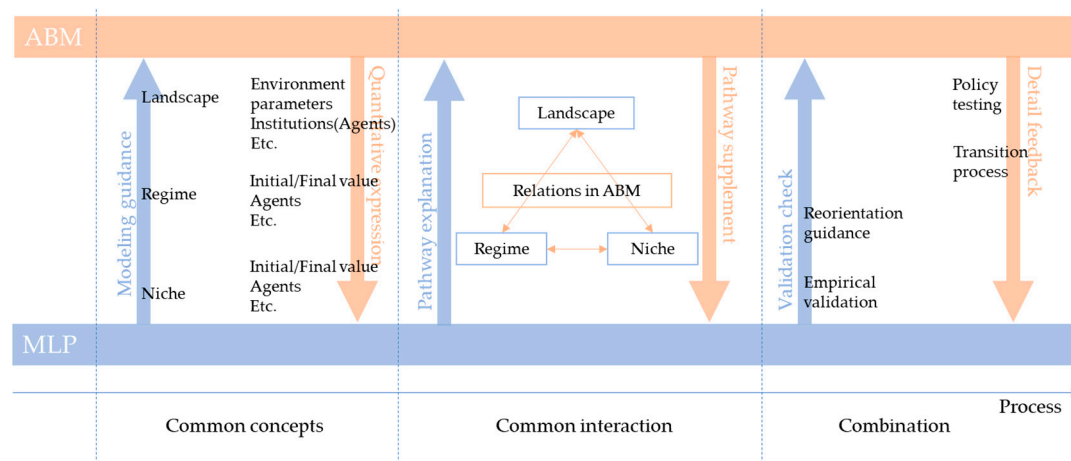 ABM
Modeling guidance
Landscape
Regime
Niche
Environment
parameters
Institutions(Agents)
Etc.
Initial/Final value
Agents
Etc.
Initial/Final value
Agents
Etc.
Quantitative expression
Pathway explanation
Landscape
Relations in ABM
Regime
Niche
Pathway supplement
Validation check
Reorientation
guidance
Empirical
validation
Policy
testing
Transition
process
Detail feedback
MLP
Process
Common concepts
Common interaction
Combination